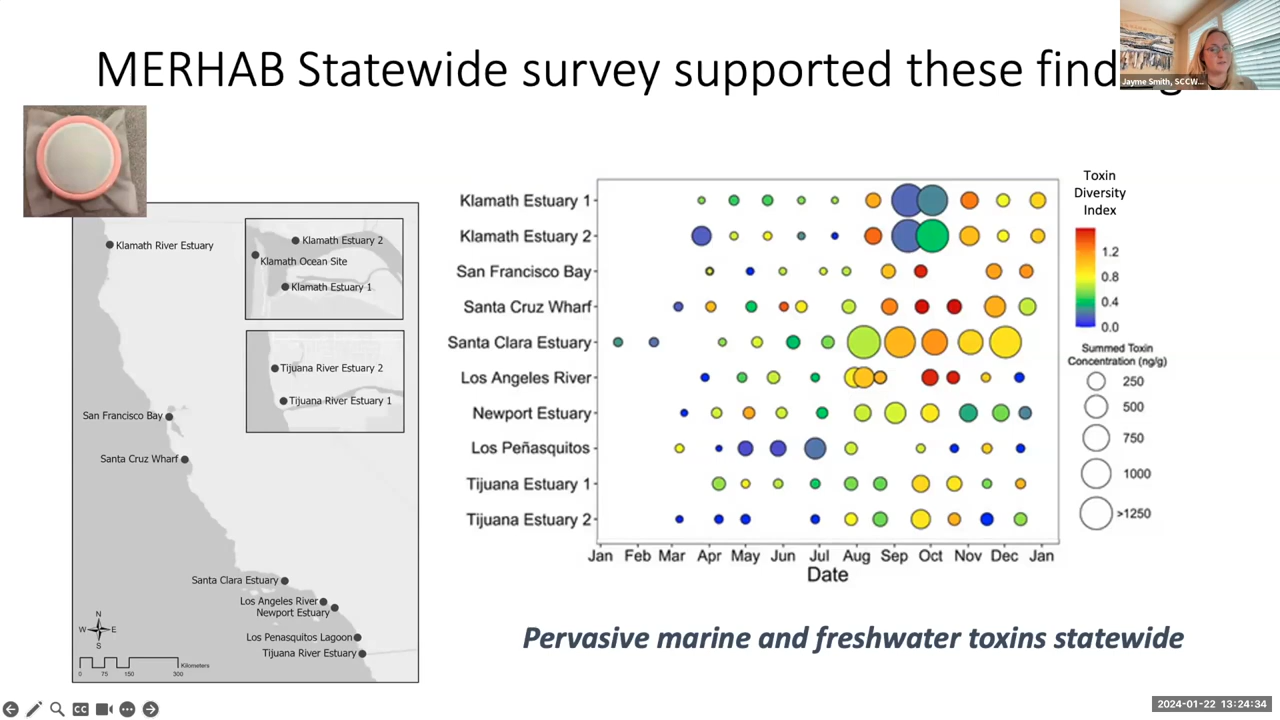 MERHAB Statewide survey supported these find
Jayme Smith, SCCW...
Klamath River Estuary
Klamath Estuary 2
Klamath Ocean Site
Klamath Estuary 1
Tijuana River Estuary 2
Tijuana River Estuary 1
San Francisco Bay
Santa Cruz Wharf
Santa Clara Estuary
Los Angeles River
Newport Estuary
Los Penasquitos Lagoon
Tijuana River Estuary
N
W E
S
Kilometers
0 75 150 300
Klamath Estuary 1
Klamath Estuary 2
San Francisco Bay
Santa Cruz Wharf
Santa Clara Estuary
Los Angeles River
Newport Estuary
Los Peñasquitos
Tijuana Estuary 1
Tijuana Estuary 2
Jan Feb Mar Apr May Jun Jul Aug Sep Oct Nov Dec Jan
Date
Toxin
Diversity
Index
1.2
0.8
0.4
0.0
Summed Toxin
Concentration (ng/g)
250
500
750
1000
>1250
Pervasive marine and freshwater toxins statewide
CC
2024-01-22 13:24:34